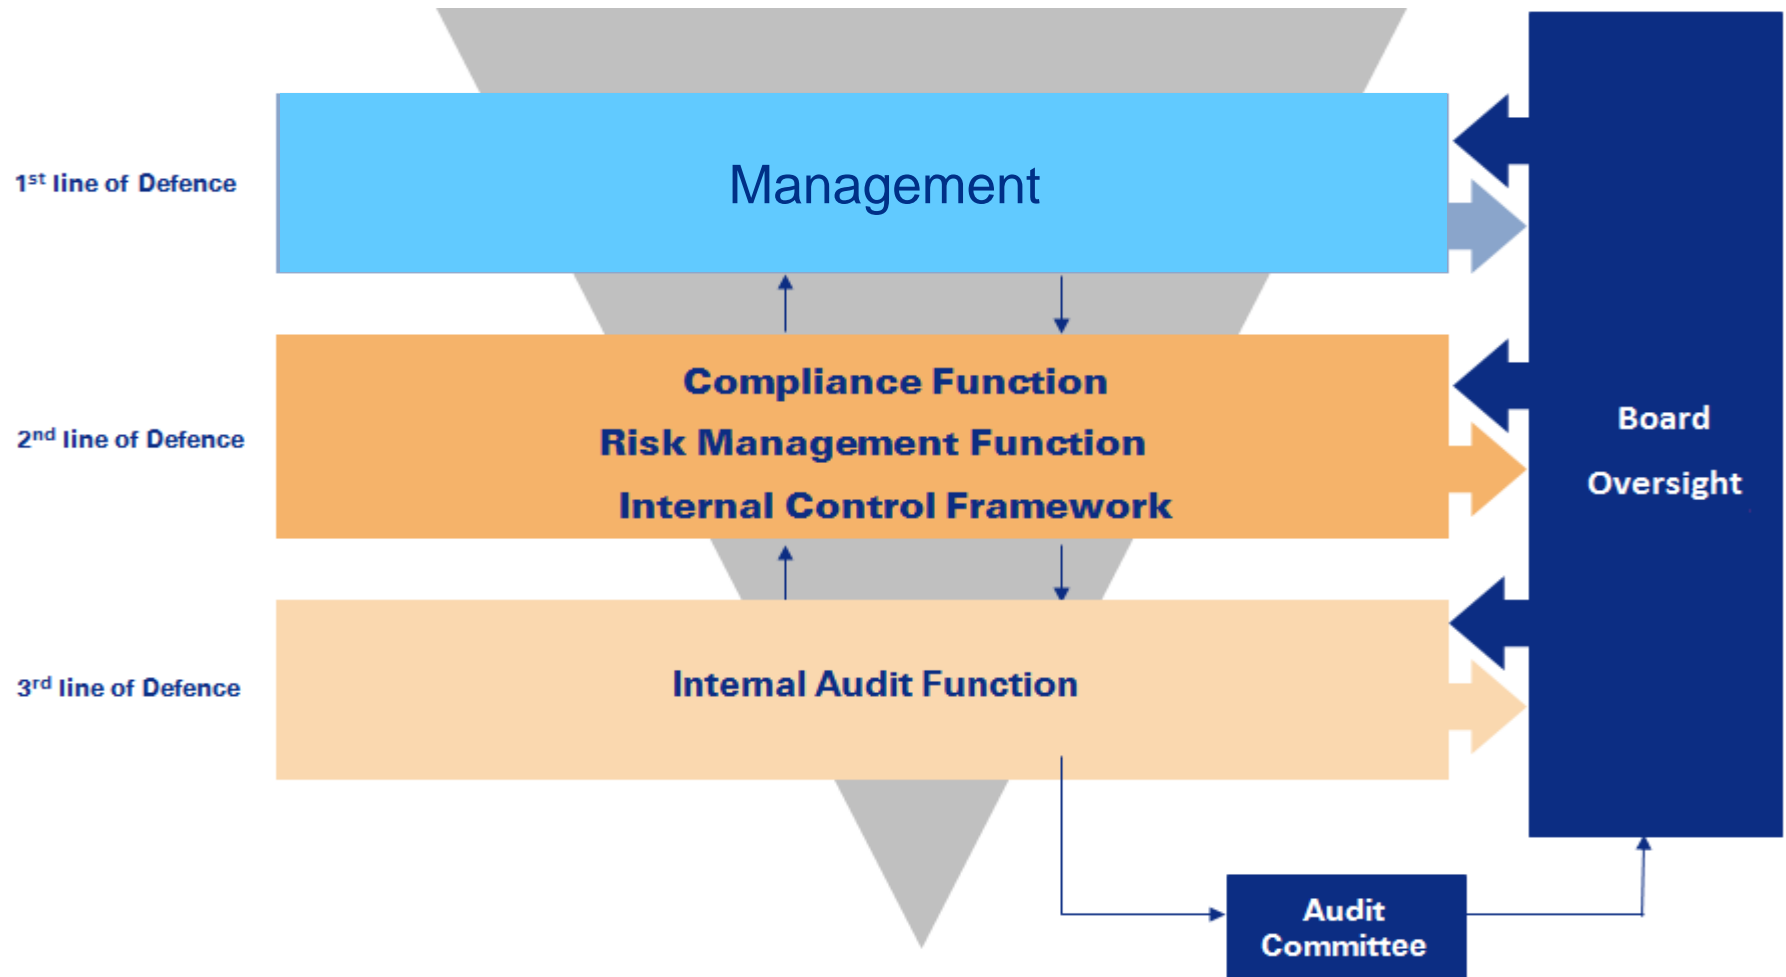 1st line of Defence
Management
2nd line of Defence
Compliance Function
Risk Management Function
Internal Control Framework
Board
Oversight
3rd line of Defence
Internal Audit Function
Audit
Committee